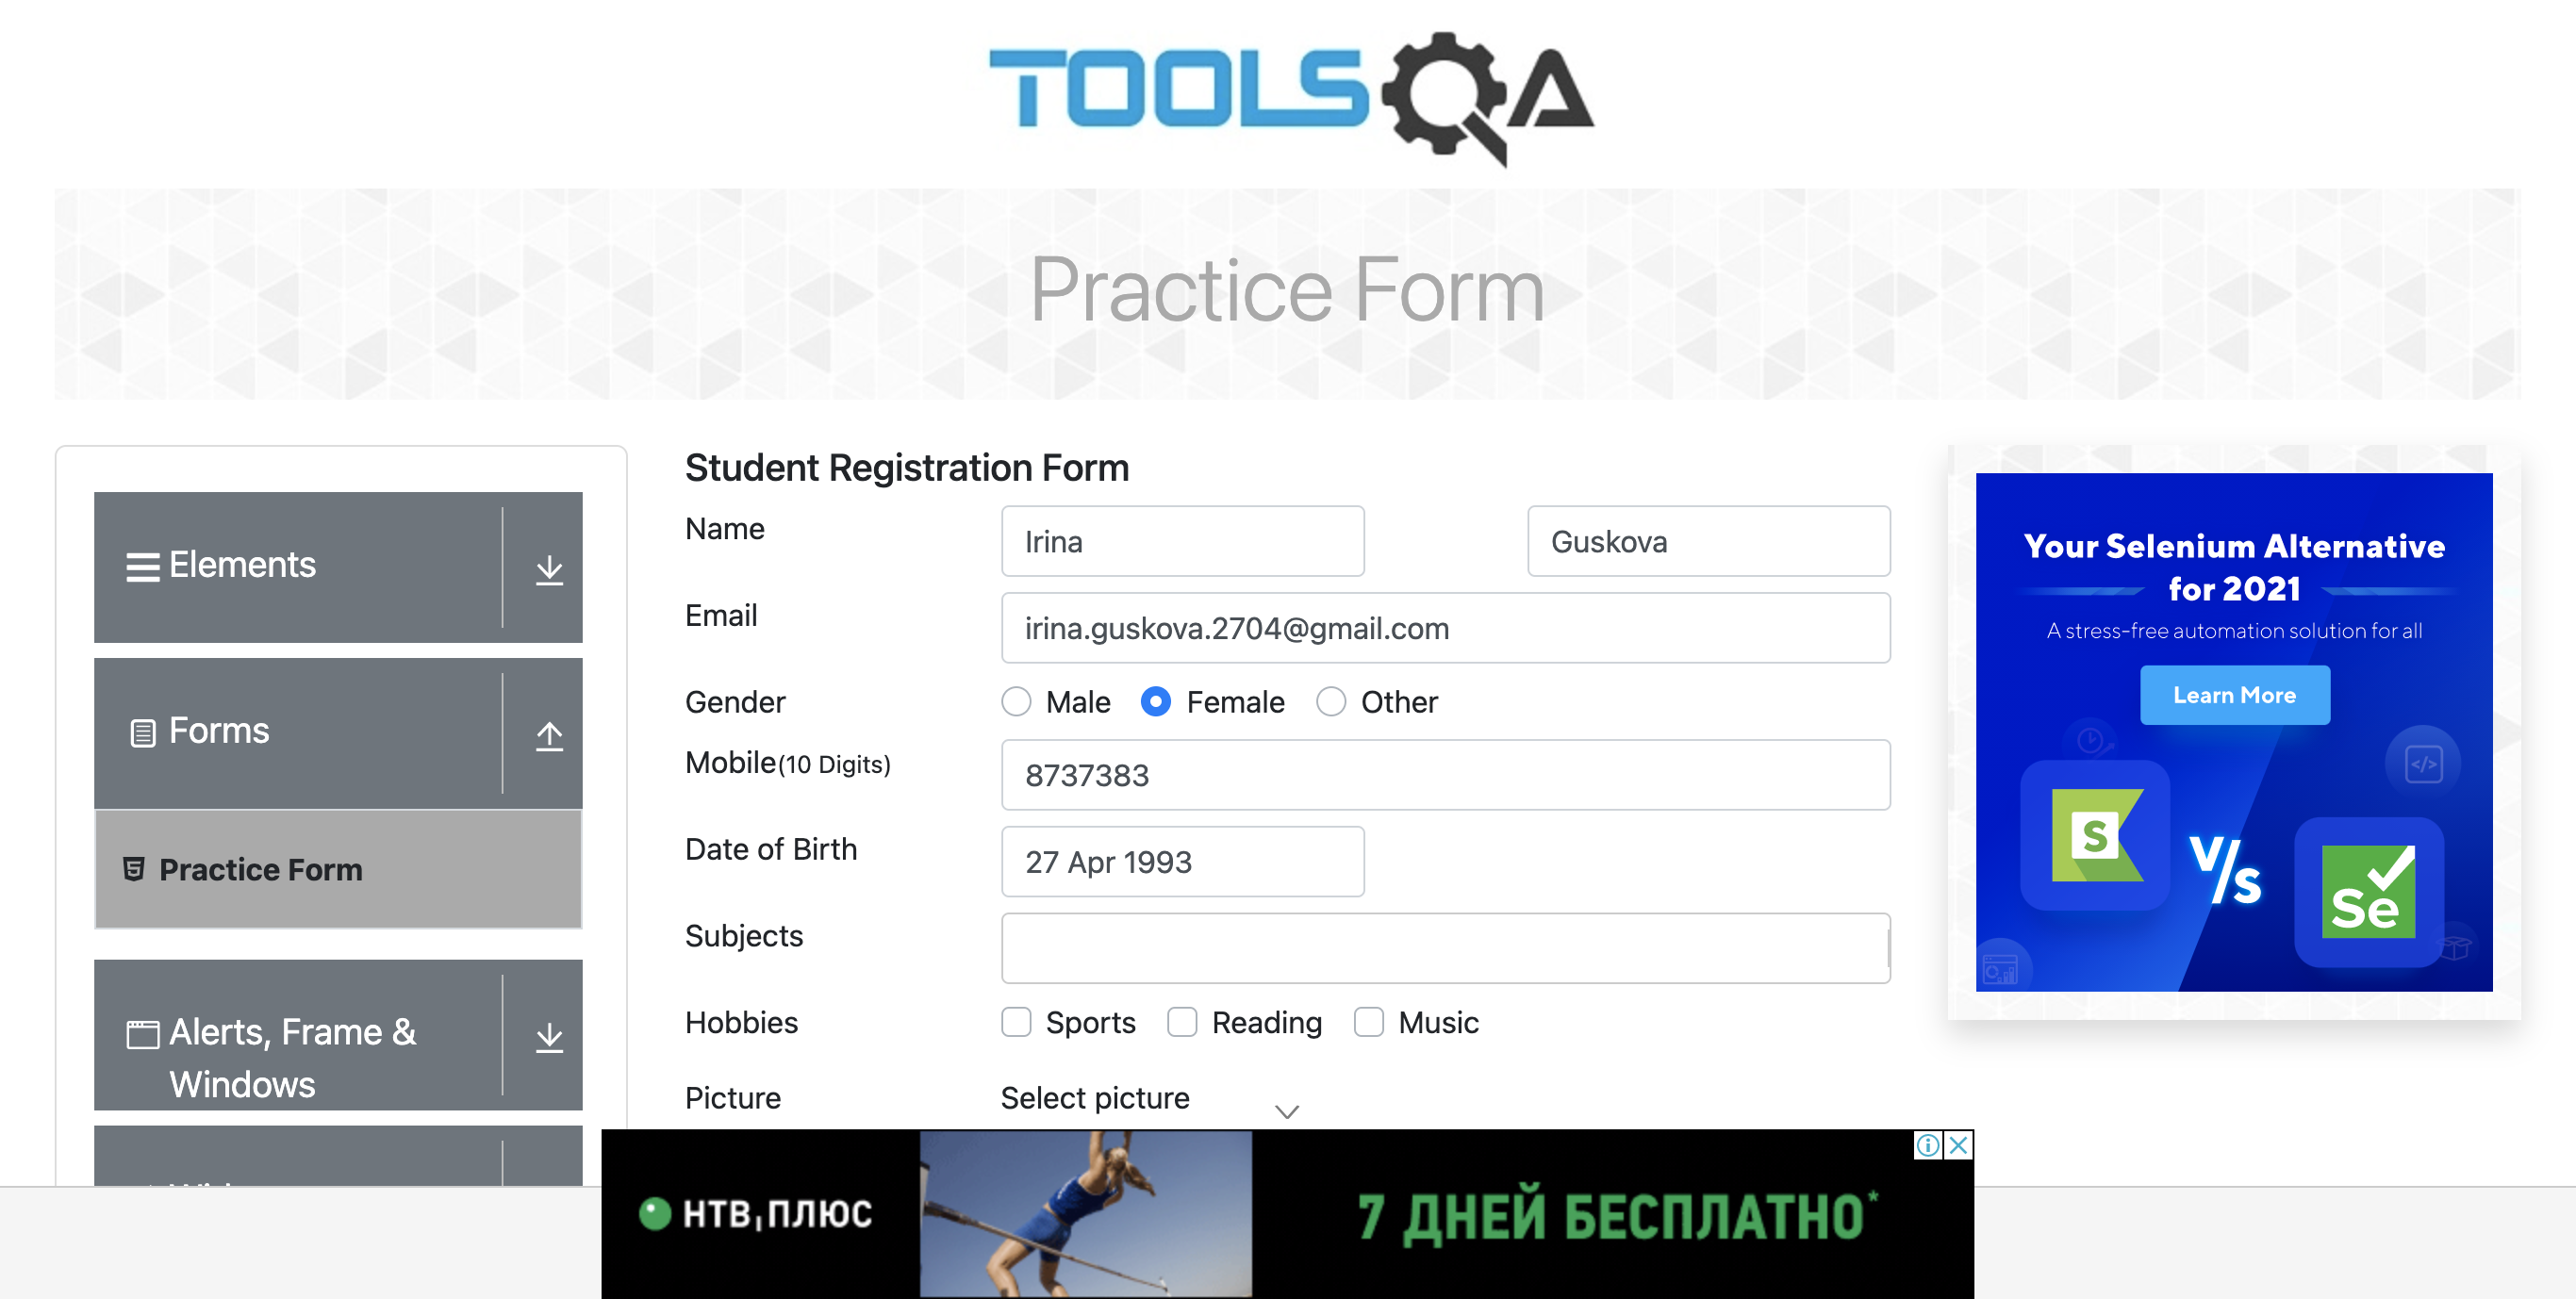 TOOLSQA
Practice Form
Elements
Forms
Practice Form
Alerts, Frame &
Windows
Student Registration Form
Name
Irina
Guskova
Email
irina.guskova.2704@gmail.com
Gender
Male
Female
Other
Mobile(10 Digits)
8737383
Date of Birth
27 Apr 1993
Subjects
Hobbies
Sports
Reading
Music
Picture
Select picture
Your Selenium Alternative
for 2021
A stress-free automation solution for all
Learn More
S
V/s
Se
</>
НТВ ПЛЮС
7 ДНЕЙ БЕСПЛАТНО*